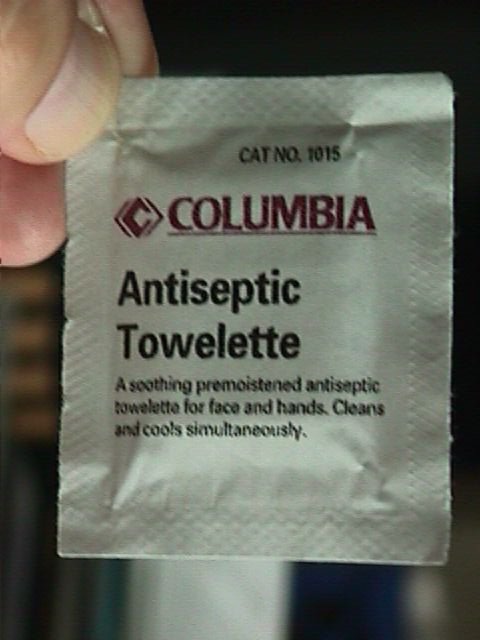 CAT NO. 1015
COLUMBIA
Antiseptic
Towelette
A soothing premoistened antiseptic
towelette for face and hands. Cleans
and cools simultaneously.